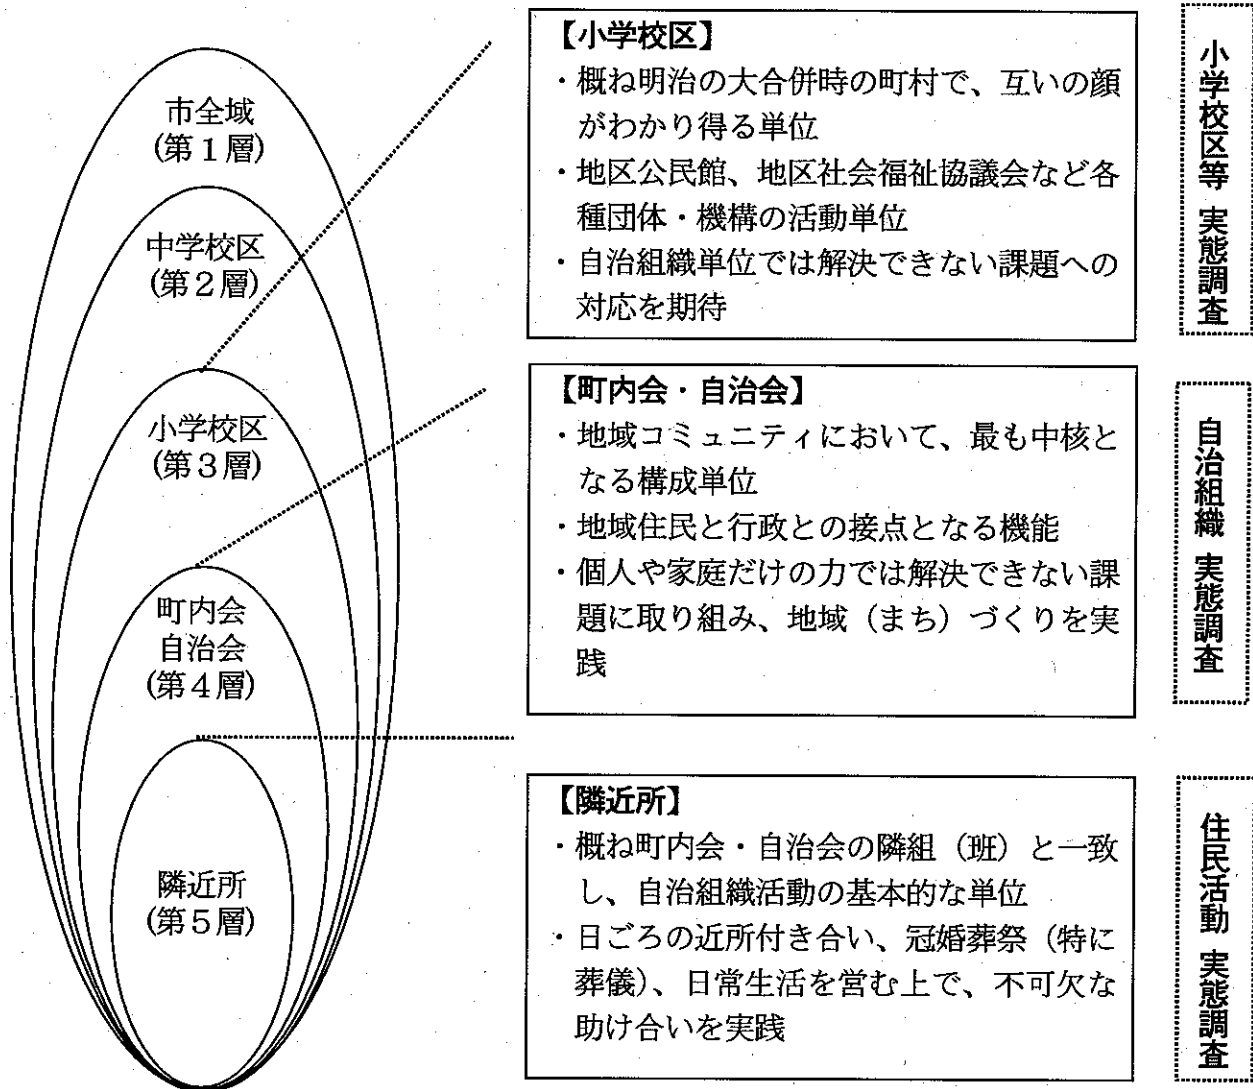 市全域
(第1層)
中学校区
(第2層)
小学校区
(第3層)
町内会
自治会
(第4層)
隣近所
(第5層)
【小学校区】
・概ね明治の大合併時の町村で、互いの顔
がわかり得る単位
・地区公民館、地区社会福祉協議会など各
種団体・機構の活動単位
・自治組織単位では解決できない課題への
対応を期待
小学校区等 実態調査
【町内会・自治会】
・地域コミュニティにおいて、最も中核と
なる構成単位
・地域住民と行政との接点となる機能
・個人や家庭だけの力では解決できない課
題に取り組み、地域（まち）づくりを実
践
自治組織 実態調査
【隣近所】
・概ね町内会・自治会の隣組（班）と一致
し、自治組織活動の基本的な単位
・日ごろの近所付き合い、冠婚葬祭（特に
葬儀）、日常生活を営む上で、不可欠な
助け合いを実践
住民活動 実態調査